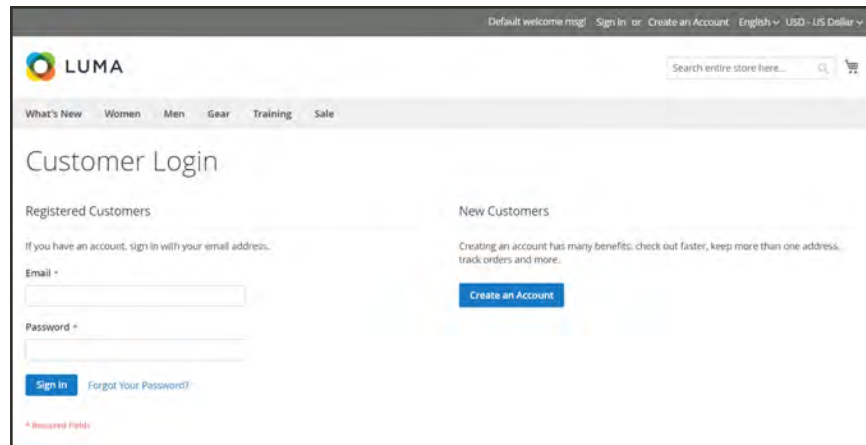 Default welcome msg! Sign In or Create an Account English USD - US Dollar
LUMA
Search entire store here...
What's New Women Men Gear Training Sale
Customer Login
Registered Customers
If you have an account, sign in with your email address.
Email *
Password *
Sign In Forgot Your Password?
* Required Fields
New Customers
Creating an account has many benefits: check out faster, keep more than one address,
track orders and more.
Create an Account